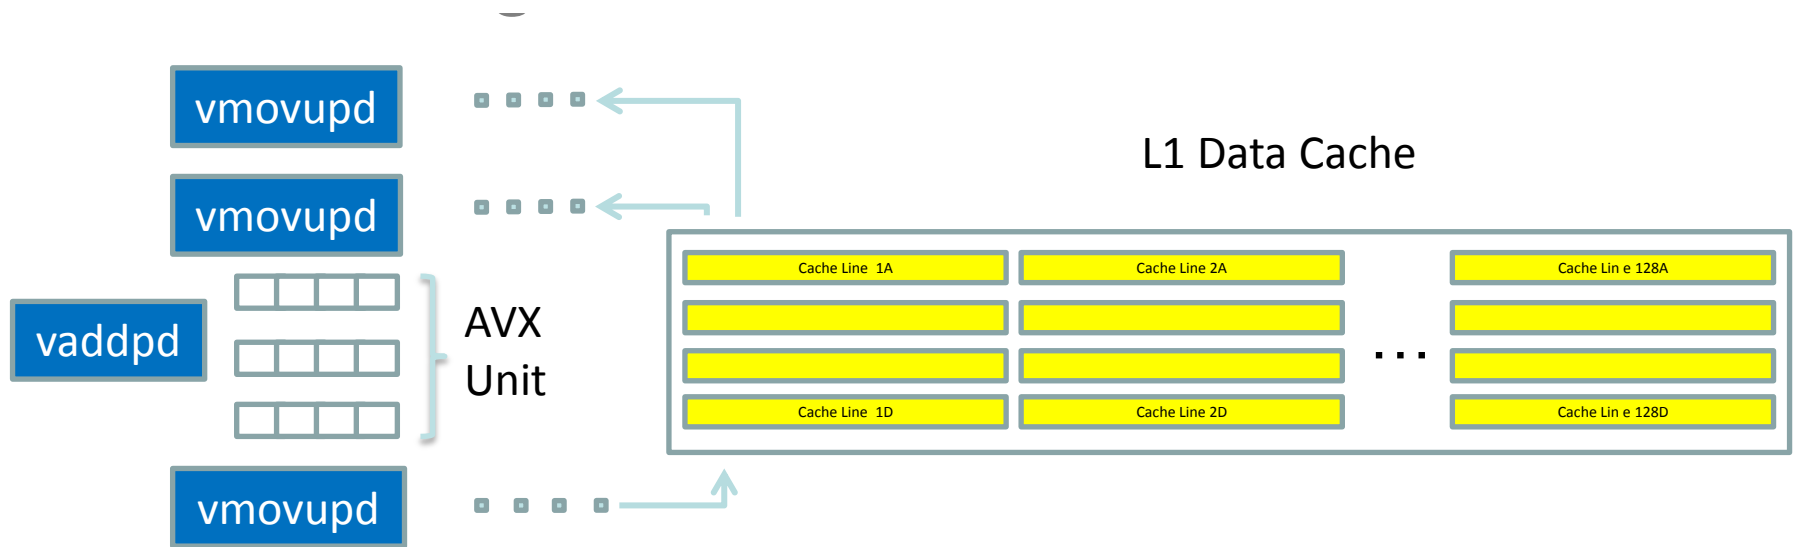 vmovupd
L1 Data Cache
vmovupd
Cache Line 1A
Cache Line 2A
Cache Lin e 128A
vaddpd
AVX
Unit
...
Cache Line 1D
Cache Line 2D
Cache Lin e 128D
vmovupd